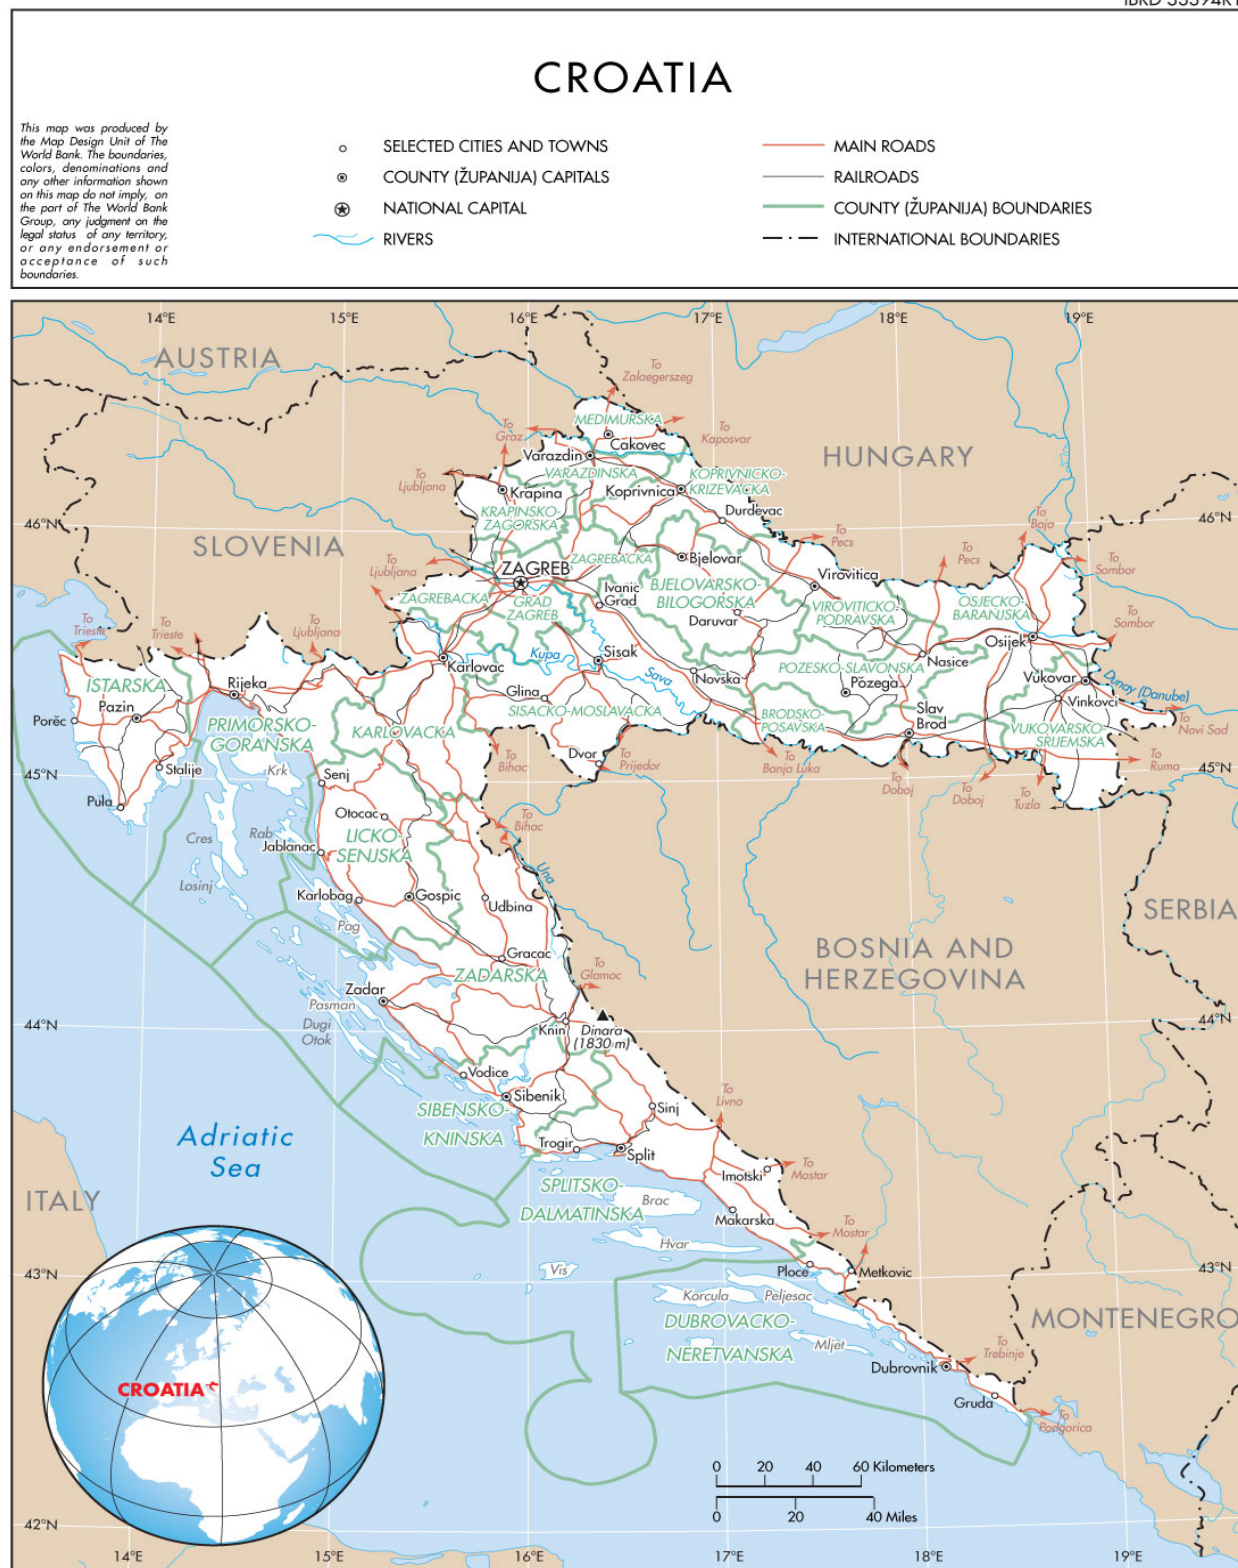 IBRD 33394R1
CROATIA
This map was produced by
the Map Design Unit of The
World Bank. The boundaries,
colors, denominations and
any other information shown
on this map do not imply, on
the part of The World Bank
Group, any judgment on the
legal status of any territory,
or any endorsement or
acceptance of such
boundaries.
SELECTED CITIES AND TOWNS
COUNTY (ŽUPANIJA) CAPITALS
NATIONAL CAPITAL
RIVERS
MAIN ROADS
RAILROADS
COUNTY (ŽUPANIJA) BOUNDARIES
INTERNATIONAL BOUNDARIES
14°E
15°E
16°E
17°E
18°E
19°E
AUSTRIA
To
Zalaegerszeg
MEDIMURSKA
To
Graz
Cakovec
To
Kaposvar
HUNGARY
Varazdin
VARAZDINSKA
To
Ljubljana
Krapina
Koprivnica
KOPRIVNICKO-
KRIZEVACKA
KRAPINSKO-
ZAGORSKA
Durdevac
46°N
46°N
SLOVENIA
To
Pecs
To
Baja
To
Ljubljana
ZAGREB
ZAGREBACKA
Bjelovar
To
Pecs
To
Sombor
Virovitica
ZAGREBACKA
GRAD
ZAGREB
Ivanic
Grad
BJELOVARSKO-
BILOGORSKA
VIROVITICKO-
PODRAVSKA
OSJECKO-
BARANJSKA
Daruvar
To
Trieste
To
Trieste
To
Ljubljana
To
Sombor
Osijek
Karlovac
Kupa
Sisak
Sava
Novska
POZESKO-SLAVONSKA
Nasice
Pozega
Vukovar
Dunav (Danube)
Vinkovci
ISTARSKA
Pazin
Rijeka
Glina
SISACKO-MOSLAVACKA
BRODSKO-
POSAVSKA
Slav
Brod
VUKOVARSKO-
SRIJEMSKA
To
Novi Sad
Porëc
PRIMORSKO-
GORANSKA
KARLOVACKA
Dvor
To
Bihac
To
Prijedor
To
Banja Luka
To
Doboj
To
Doboj
To
Tuzla
To
Ruma
45°N
45°N
Stalije
Krk
Senj
Pula
Otocac
To
Bihac
Cres
Rab
Jablanac
LICKO-
SENJSKA
Una
Losinj
Karlobag
Gospic
Udbina
Pag
SERBIA
BOSNIA AND
HERZEGOVINA
Gracac
ZADARSKA
To
Glamoc
Zadar
Pasman
Dugi
Otok
44°N
44°N
Knin
Dinara
(1830 m)
Vodice
Sibenik
SIBENSKO-
KNINSKA
Sinj
To
Livno
Adriatic
Sea
Trogir
Split
Imotski
To
Mostar
ITALY
SPLITSKO-
DALMATINSKA
Brac
Makarska
To
Mostar
Hvar
Vis
Ploce
Metkovic
43°N
43°N
Korcula
Peljesac
DUBROVACKO-
NERETVANSKA
Mljet
MONTENEGRO
To
Trebinje
Dubrovnik
Gruda
To
Podgorica
CROATIA
0 20 40 60 Kilometers
0 20 40 Miles
42°N
42°N
14°E
15°E
16°E
17°E
18°E
19°E